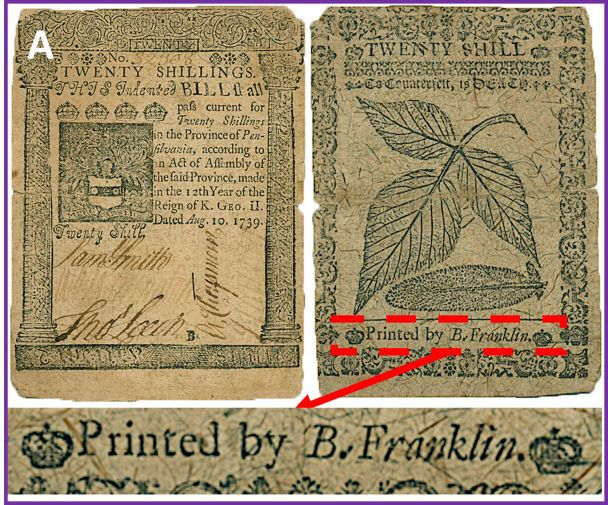 A
TWENTY
No.
TWENTY SHILLINGS.
THIS Indented BILL ſhall
paſs current for
Twenty Shillings
in the Province of Pen-
ſilvania, according to
an Act of Aſſembly of
the ſaid Province, made
in the 12th Year of the
Reign of K. GEO. II.
Dated Aug. 10. 1739.
Twenty Shill,
B
TWENTY SHILL
To Counterfeit, is DEATH.
Printed by B. Franklin.
Printed by B. Franklin.